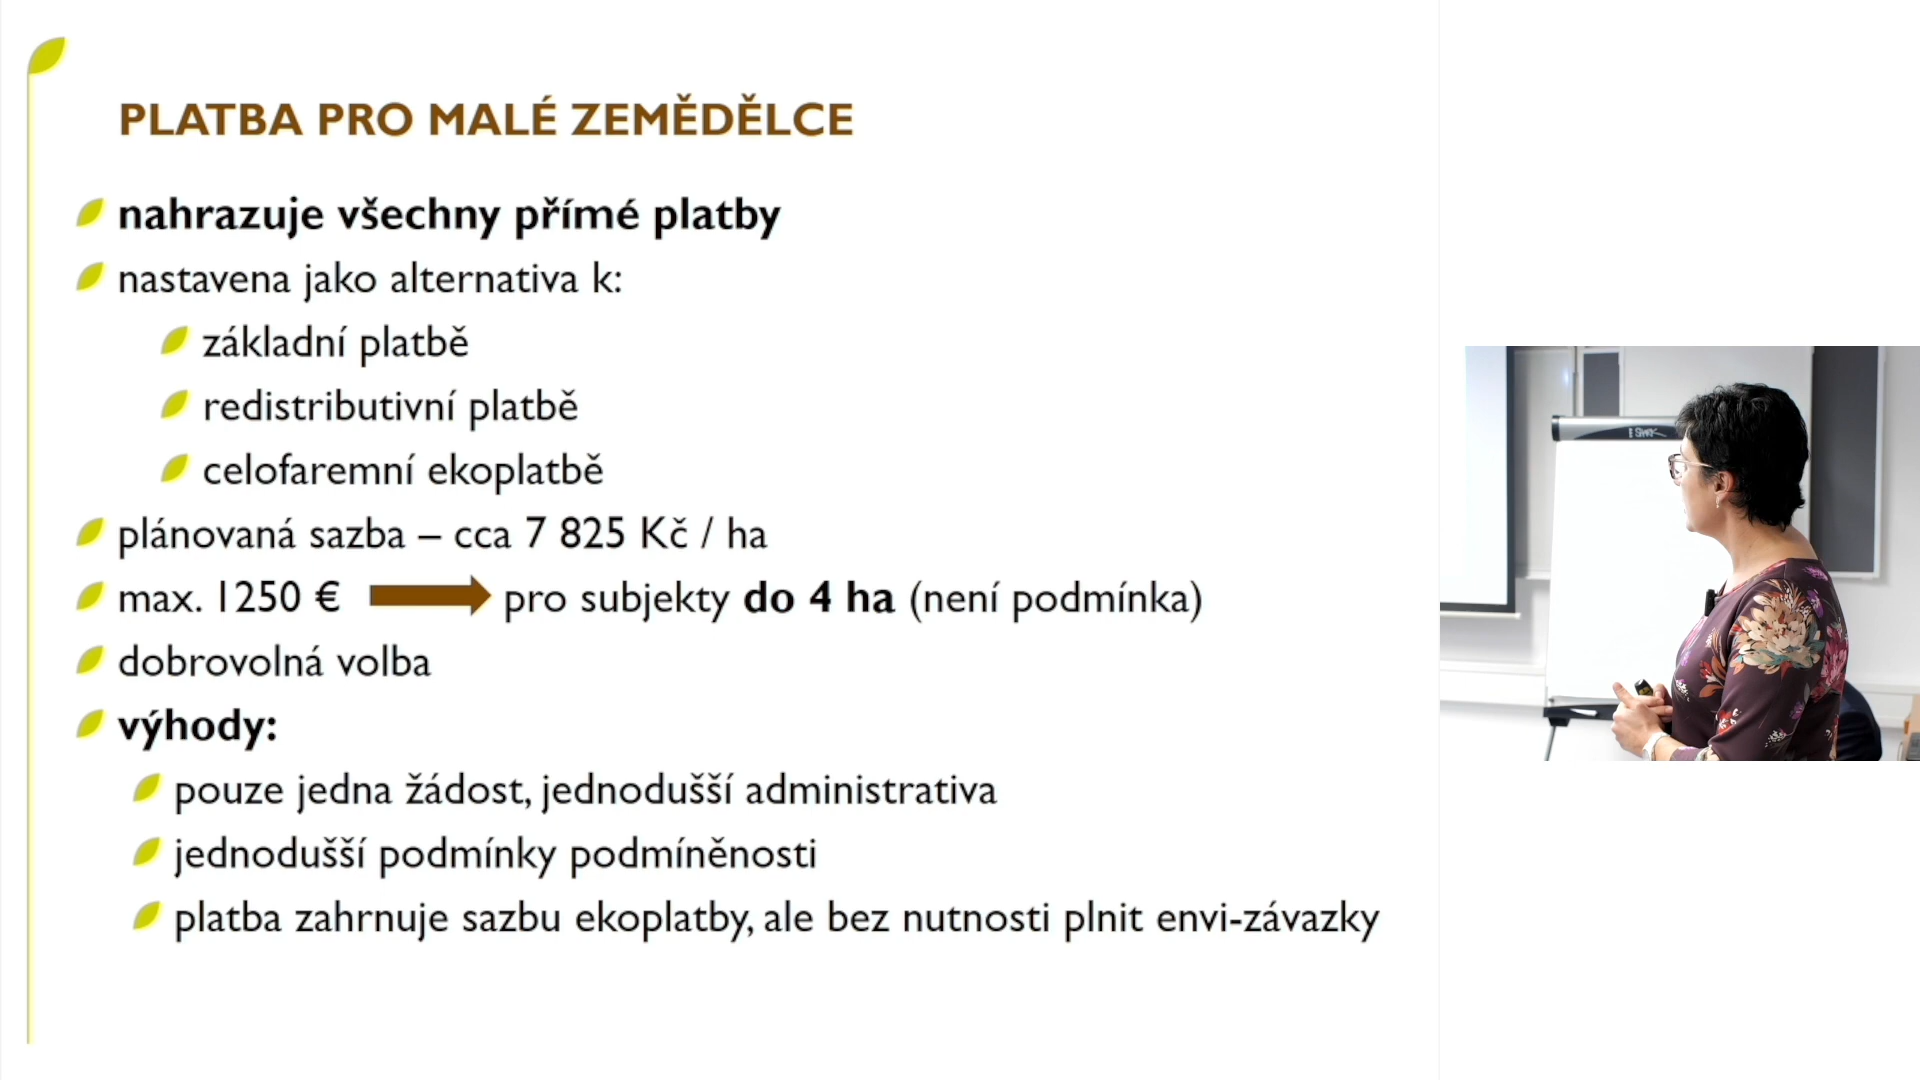 PLATBA PRO MALÉ ZEMĚDĚLCE
nahrazuje všechny přímé platby
nastavena jako alternativa k:
základní platbě
redistributivní platbě
celofaremní ekoplatbě
plánovaná sazba – cca 7 825 Kč / ha
max. 1250 € pro subjekty do 4 ha (není podmínka)
dobrovolná volba
výhody:
pouze jedna žádost, jednodušší administrativa
jednodušší podmínky podmíněnosti
platba zahrnuje sazbu ekoplatby, ale bez nutnosti plnit envi-závazky